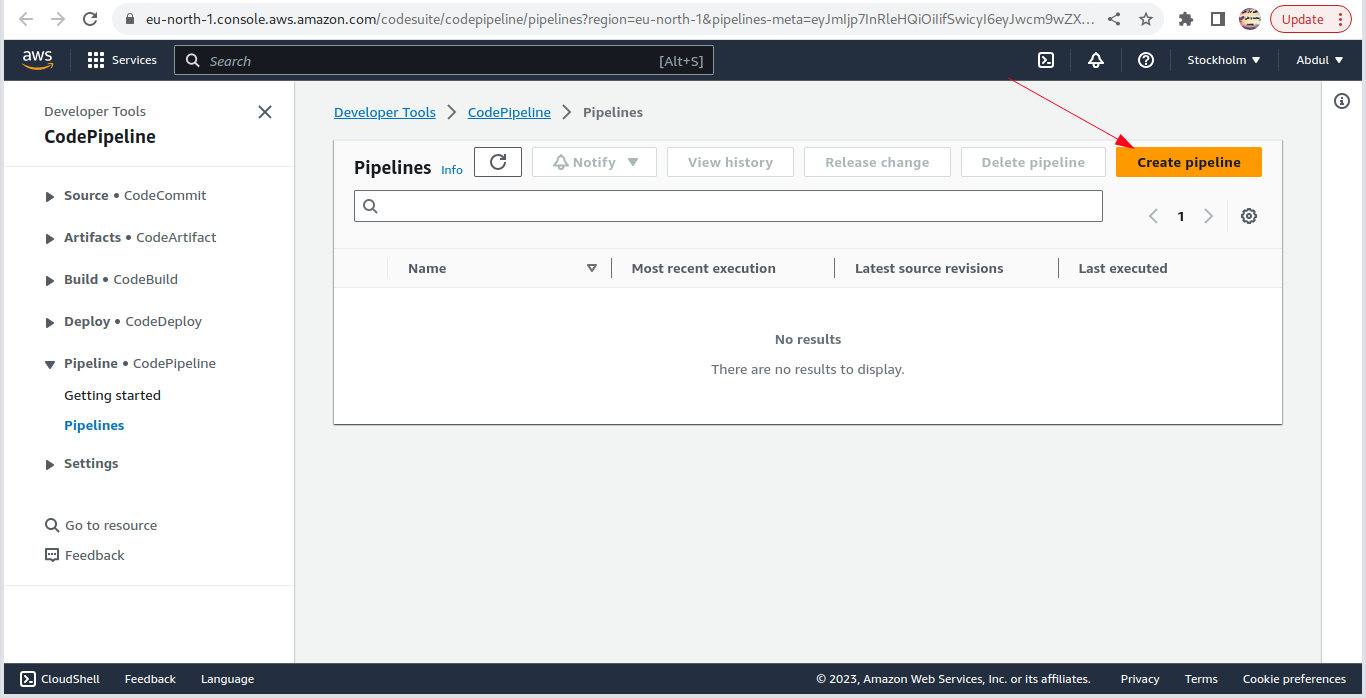 eu-north-1.console.aws.amazon.com/codesuite/codepipeline/pipelines?region=eu-north-1&pipelines-meta=eyJmIjp7InRleHQiOiIifSwicyI6eyJwcm9wZX... Update
aws Services Search [Alt+S] Stockholm Abdul
Developer Tools
CodePipeline
Source • CodeCommit
Artifacts • CodeArtifact
Build • CodeBuild
Deploy • CodeDeploy
Pipeline • CodePipeline
Getting started
Pipelines
Settings
Go to resource
Feedback
Developer Tools > CodePipeline > Pipelines
Pipelines Info Notify View history Release change Delete pipeline Create pipeline
1
Name Most recent execution Latest source revisions Last executed
No results
There are no results to display.
CloudShell Feedback Language © 2023, Amazon Web Services, Inc. or its affiliates. Privacy Terms Cookie preferences